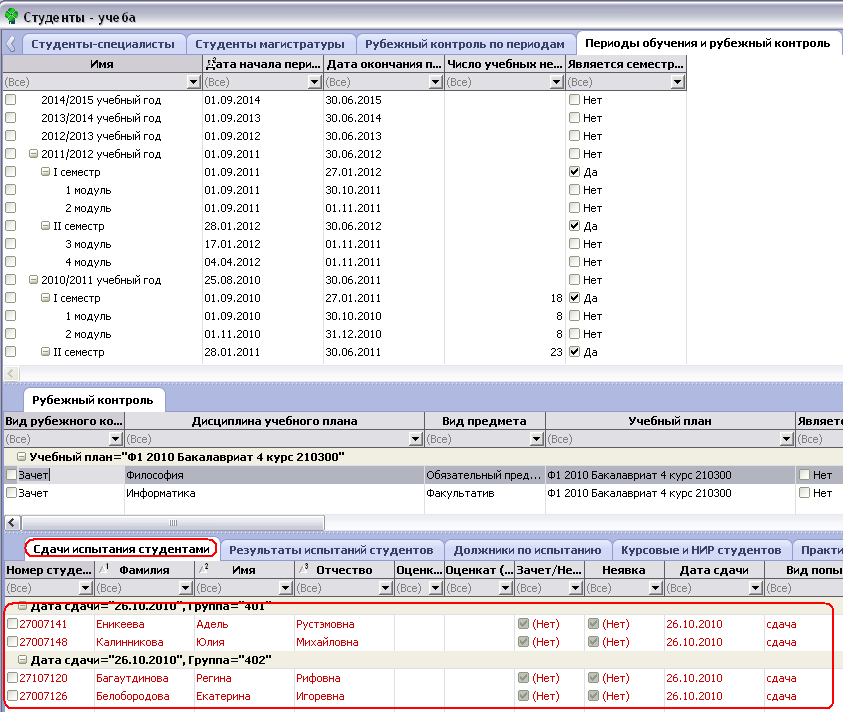 Студенты - учеба
Студенты-специалисты Студенты магистратуры Рубежный контроль по периодам Периоды обучения и рубежный контроль
Имя Дата начала пери... Дата окончания п... Число учебных не... Является семестр...
(Все) (Все) (Все) (Все) (Все)
2014/2015 учебный год 01.09.2014 30.06.2015 Нет
2013/2014 учебный год 01.09.2013 30.06.2014 Нет
2012/2013 учебный год 01.09.2012 30.06.2013 Нет
2011/2012 учебный год 01.09.2011 30.06.2012 Нет
I семестр 01.09.2011 27.01.2012 Да
1 модуль 01.09.2011 30.10.2011 Нет
2 модуль 01.09.2011 01.11.2011 Нет
II семестр 28.01.2012 30.06.2012 Да
3 модуль 17.01.2012 01.11.2011 Нет
4 модуль 04.04.2012 01.11.2011 Нет
2010/2011 учебный год 25.08.2010 30.06.2011 Нет
I семестр 01.09.2010 27.01.2011 18 Да
1 модуль 01.09.2010 30.10.2010 8 Нет
2 модуль 01.11.2010 31.12.2010 8 Нет
II семестр 28.01.2011 30.06.2011 23 Да
Рубежный контроль
Вид рубежного ко... Дисциплина учебного плана Вид предмета Учебный план Являетс
(Все) (Все) (Все) (Все) (Все)
Учебный план="Ф1 2010 Бакалавриат 4 курс 210300"
Зачет Философия Обязательный пред... Ф1 2010 Бакалавриат 4 курс 210300 Нет
Зачет Информатика Факультатив Ф1 2010 Бакалавриат 4 курс 210300 Нет
Сдачи испытания студентами Результаты испытаний студентов Должники по испытанию Курсовые и НИР студентов Практи
Номер студе... 1 Фамилия 2 Имя 3 Отчество Оценк... Оценкат (... Зачет/Не... Неявка Дата сдачи Вид попы
(Все) (Все) (Все) (Все) (Все) (Все) (Все) (Все) (Все) (Все)
Дата сдачи="26.10.2010", Группа="401"
27007141 Еникеева Адель Рустэмовна (Нет) (Нет) 26.10.2010 сдача
27007148 Калинникова Юлия Михайловна (Нет) (Нет) 26.10.2010 сдача
Дата сдачи="26.10.2010", Группа="402"
27107120 Багаутдинова Регина Рифовна (Нет) (Нет) 26.10.2010 сдача
27007126 Белобородова Екатерина Игоревна (Нет) (Нет) 26.10.2010 сдача